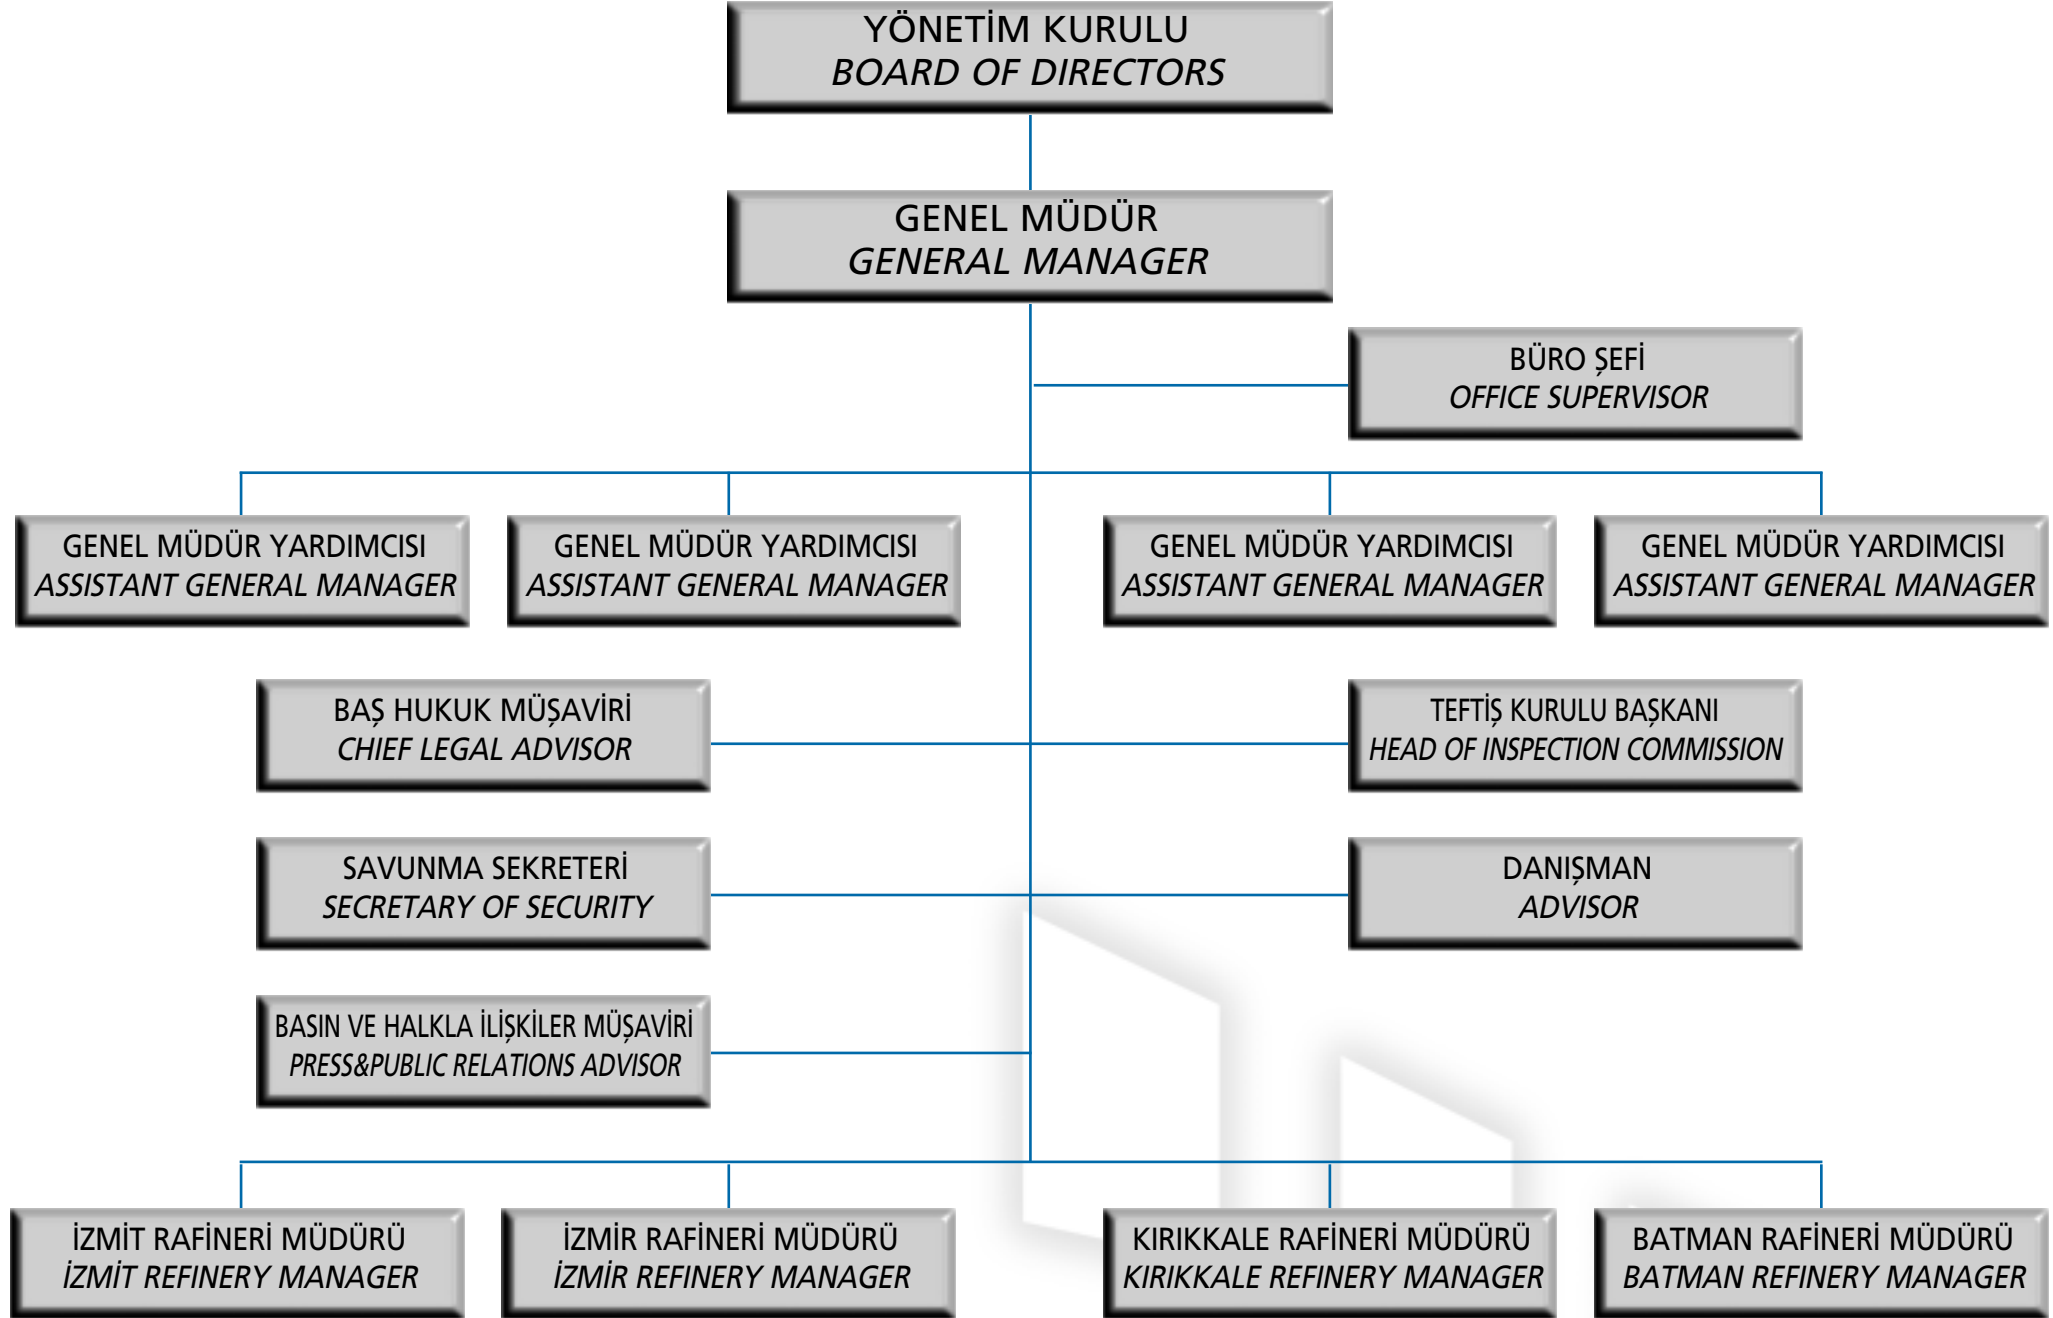 YÖNETİM KURULU
BOARD OF DIRECTORS
GENEL MÜDÜR
GENERAL MANAGER
BÜRO ŞEFİ
OFFICE SUPERVISOR
GENEL MÜDÜR YARDIMCISI
ASSISTANT GENERAL MANAGER
GENEL MÜDÜR YARDIMCISI
ASSISTANT GENERAL MANAGER
GENEL MÜDÜR YARDIMCISI
ASSISTANT GENERAL MANAGER
GENEL MÜDÜR YARDIMCISI
ASSISTANT GENERAL MANAGER
BAŞ HUKUK MÜŞAVİRİ
CHIEF LEGAL ADVISOR
TEFTİŞ KURULU BAŞKANI
HEAD OF INSPECTION COMMISSION
SAVUNMA SEKRETERİ
SECRETARY OF SECURITY
DANIŞMAN
ADVISOR
BASIN VE HALKLA İLİŞKİLER MÜŞAVİRİ
PRESS&PUBLIC RELATIONS ADVISOR
İZMİT RAFİNERİ MÜDÜRÜ
İZMİT REFINERY MANAGER
İZMİR RAFİNERİ MÜDÜRÜ
İZMİR REFINERY MANAGER
KIRIKKALE RAFİNERİ MÜDÜRÜ
KIRIKKALE REFINERY MANAGER
BATMAN RAFİNERİ MÜDÜRÜ
BATMAN REFINERY MANAGER